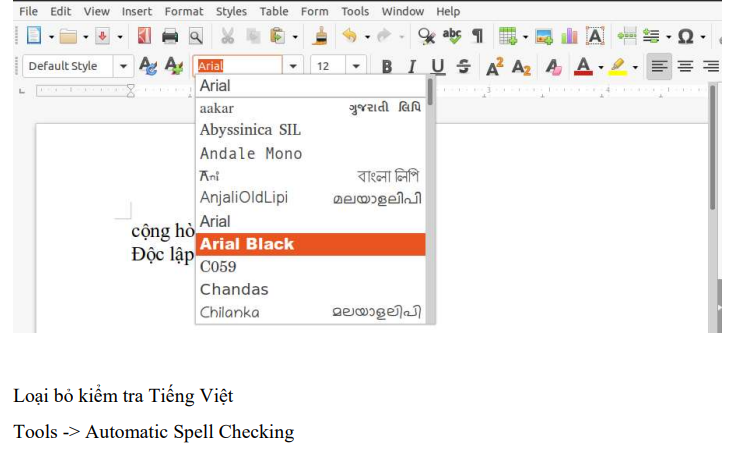 File Edit View Insert Format Styles Table Form Tools Window Help
Default Style Arial 12 B I U S A² A₂ A A
Arial
aakar ગુજરાતી લિપિ
Abyssinica SIL
Andale Mono
বাংলা লিপি
AnjaliOldLipi മലയാളലിപി
Arial
cộng hò
Arial Black
Độc lập
C059
Chandas
Chilanka മലയാളലിപി
Loại bỏ kiểm tra Tiếng Việt
Tools -> Automatic Spell Checking